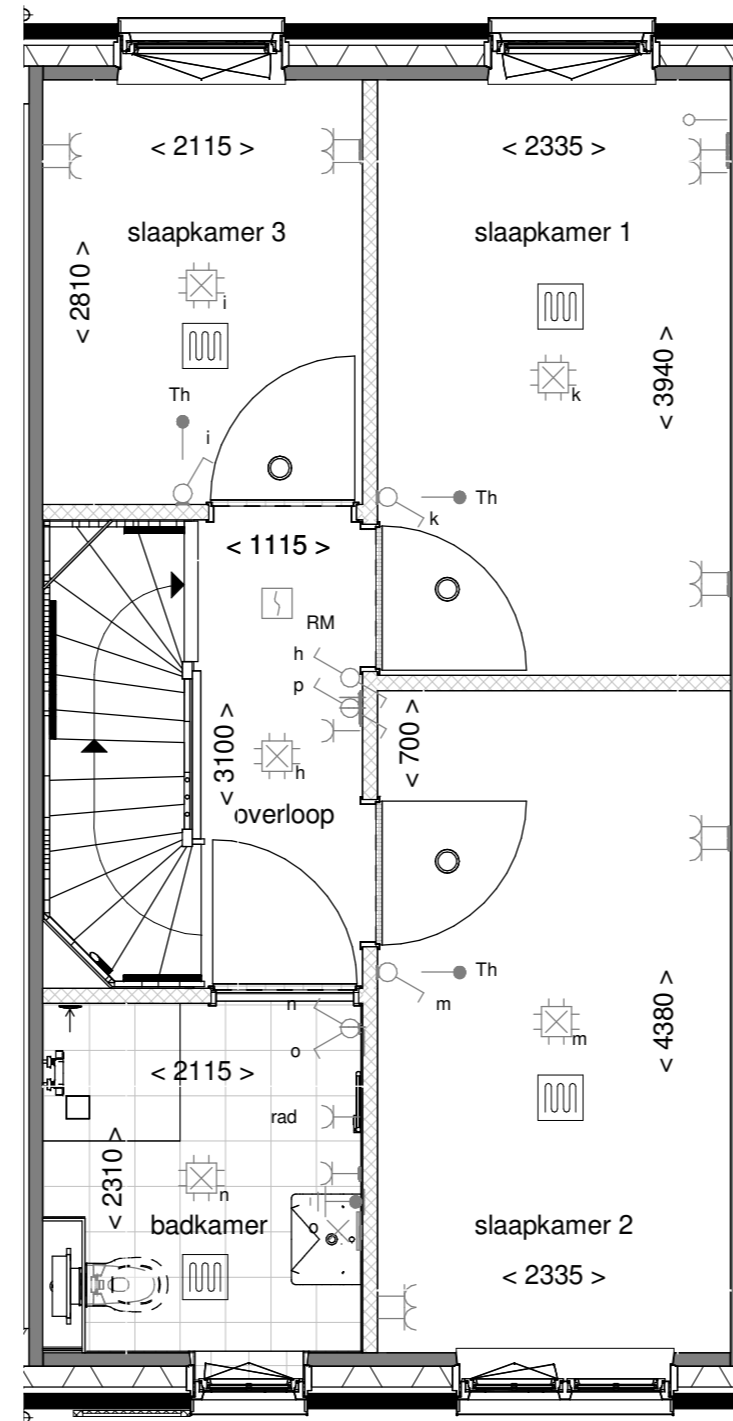 < 2115 >
< 2335 >
slaapkamer 3
slaapkamer 1
< 2810 >
i
k
< 3940 >
Th
i
Th
k
< 1115 >
RM
h
p
< 3100 >
< 700 >
h
overloop
Th
m
n
o
< 2115 >
m
< 4380 >
rad
< 2310 >
n
badkamer
slaapkamer 2
< 2335 >